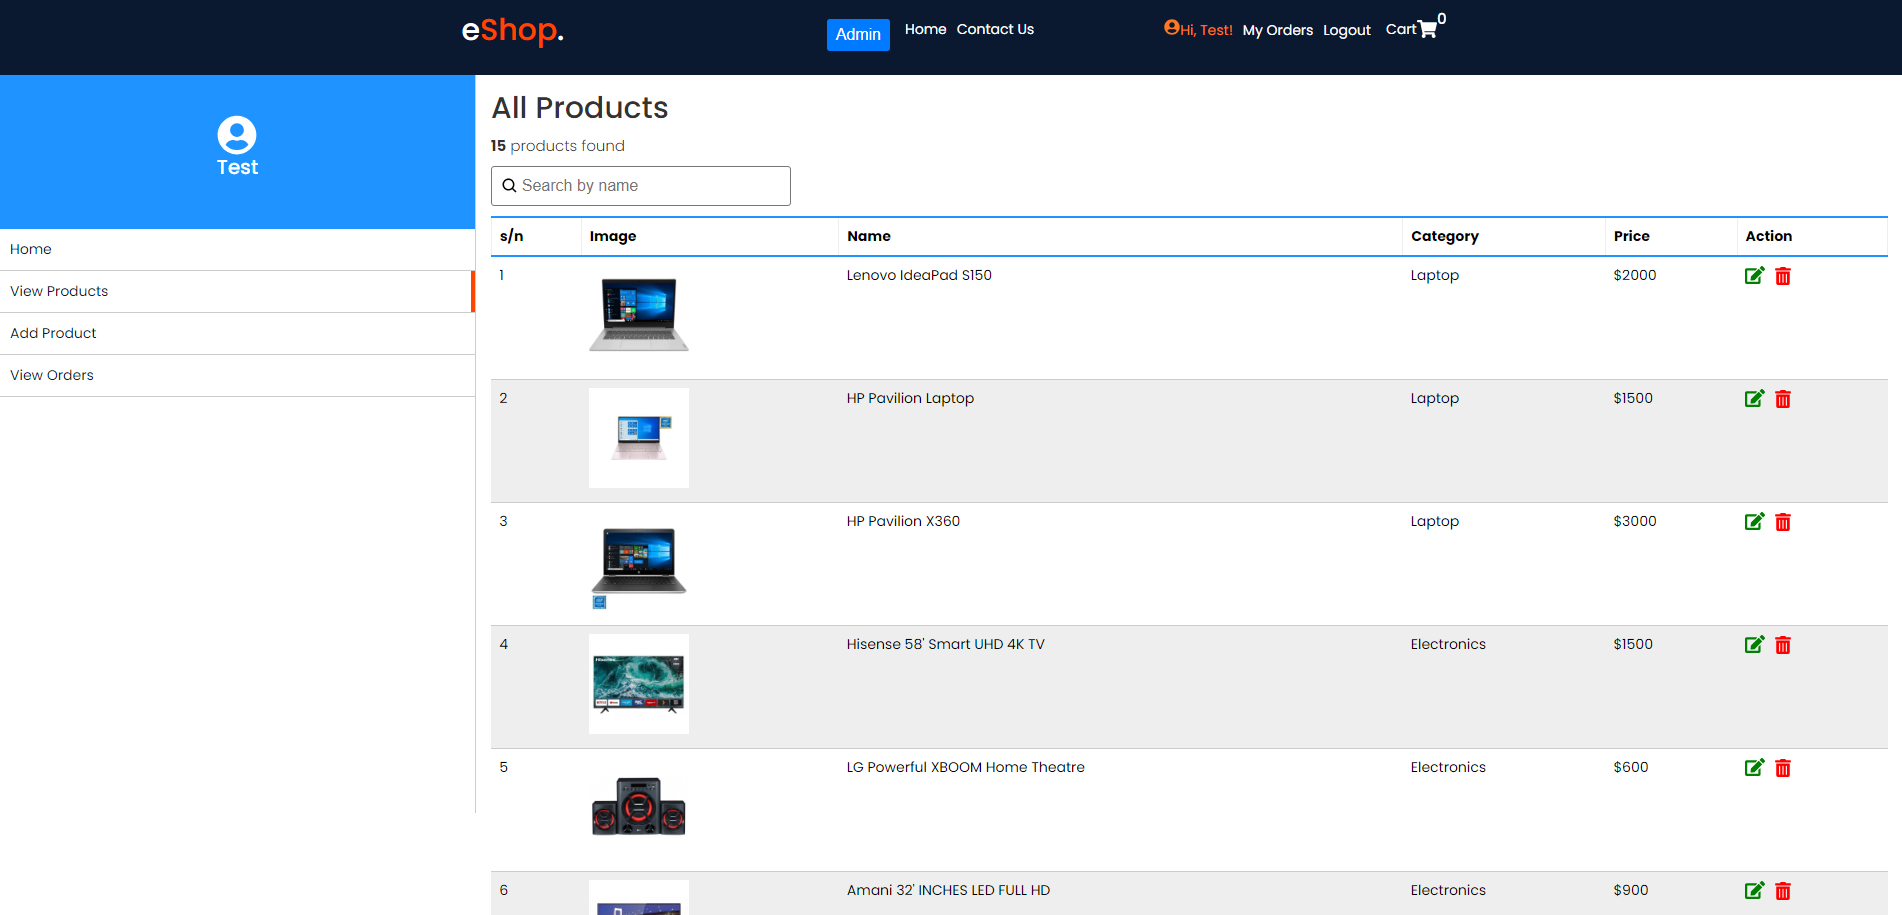 eShop.
Admin
Home
Contact Us
Hi, Test!
My Orders
Logout
Cart
0
Test
Home
View Products
Add Product
View Orders
All Products
15 products found
Search by name
s/n Image Name Category Price Action
1 Lenovo IdeaPad S150 Laptop $2000
2 HP Pavilion Laptop Laptop $1500
3 HP Pavilion X360 Laptop $3000
4 Hisense 58' Smart UHD 4K TV Electronics $1500
5 LG Powerful XBOOM Home Theatre Electronics $600
6 Amani 32' INCHES LED FULL HD Electronics $900